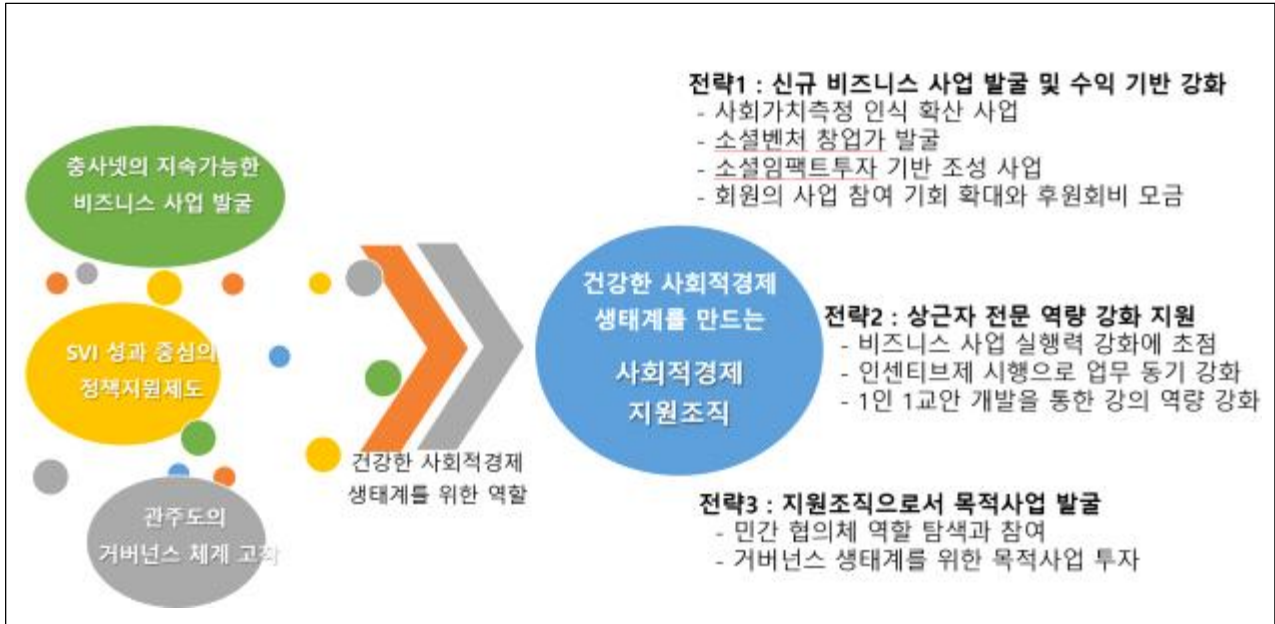 충사넷의 지속가능한
비즈니스 사업 발굴
SVI 성과 중심의
정책지원제도
관주도의
거버넌스 체계 고착
건강한 사회적경제
생태계를 위한 역할
건강한 사회적경제
생태계를 만드는
사회적경제
지원조직
전략1 : 신규 비즈니스 사업 발굴 및 수익 기반 강화
- 사회가치측정 인식 확산 사업
- 소셜벤처 창업가 발굴
- 소셜임팩트투자 기반 조성 사업
- 회원의 사업 참여 기회 확대와 후원회비 모금
전략2 : 상근자 전문 역량 강화 지원
- 비즈니스 사업 실행력 강화에 초점
- 인센티브제 시행으로 업무 동기 강화
- 1인 1교안 개발을 통한 강의 역량 강화
전략3 : 지원조직으로서 목적사업 발굴
- 민간 협의체 역할 탐색과 참여
- 거버넌스 생태계를 위한 목적사업 투자